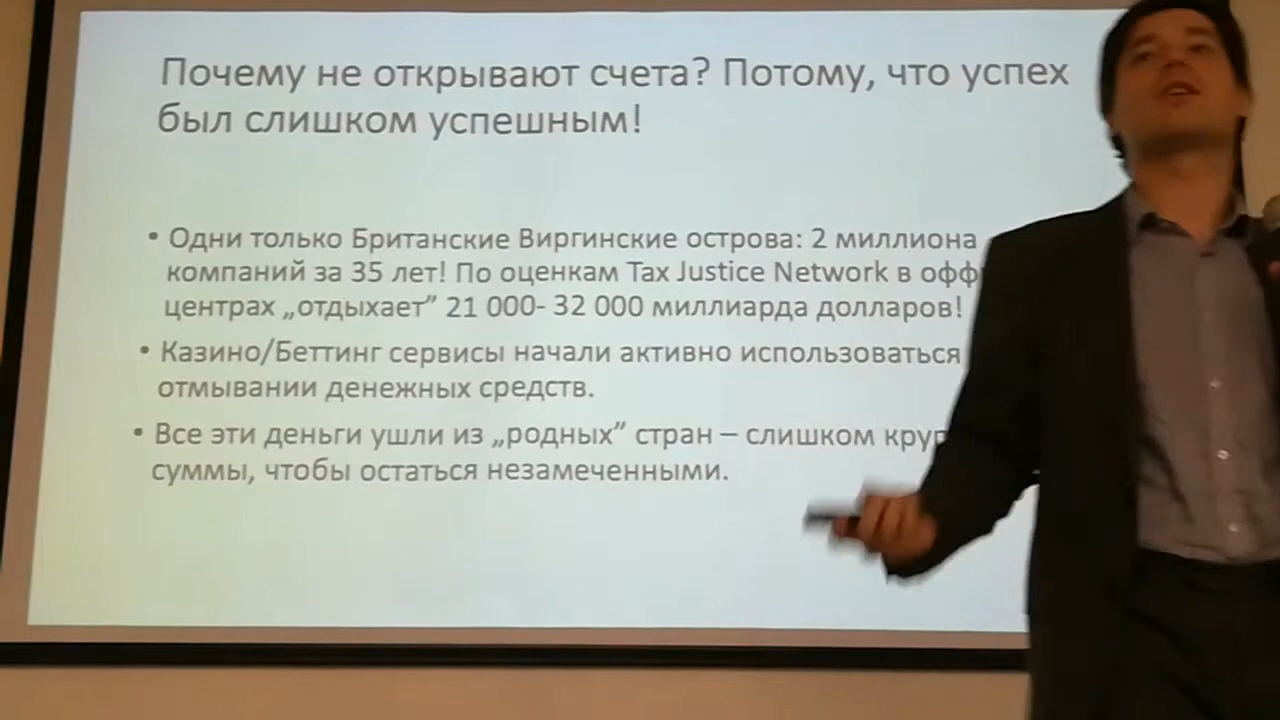 Почему не открывают счета? Потому, что успех
был слишком успешным!
• Одни только Британские Виргинские острова: 2 миллиона
компаний за 35 лет! По оценкам Tax Justice Network в
центрах „отдыхает” 21 000- 32 000 миллиарда долларов!
• Казино/Беттинг сервисы начали активно использоваться
отмывании денежных средств.
• Все эти деньги ушли из „родных” стран – слишком
суммы, чтобы остаться незамеченными.